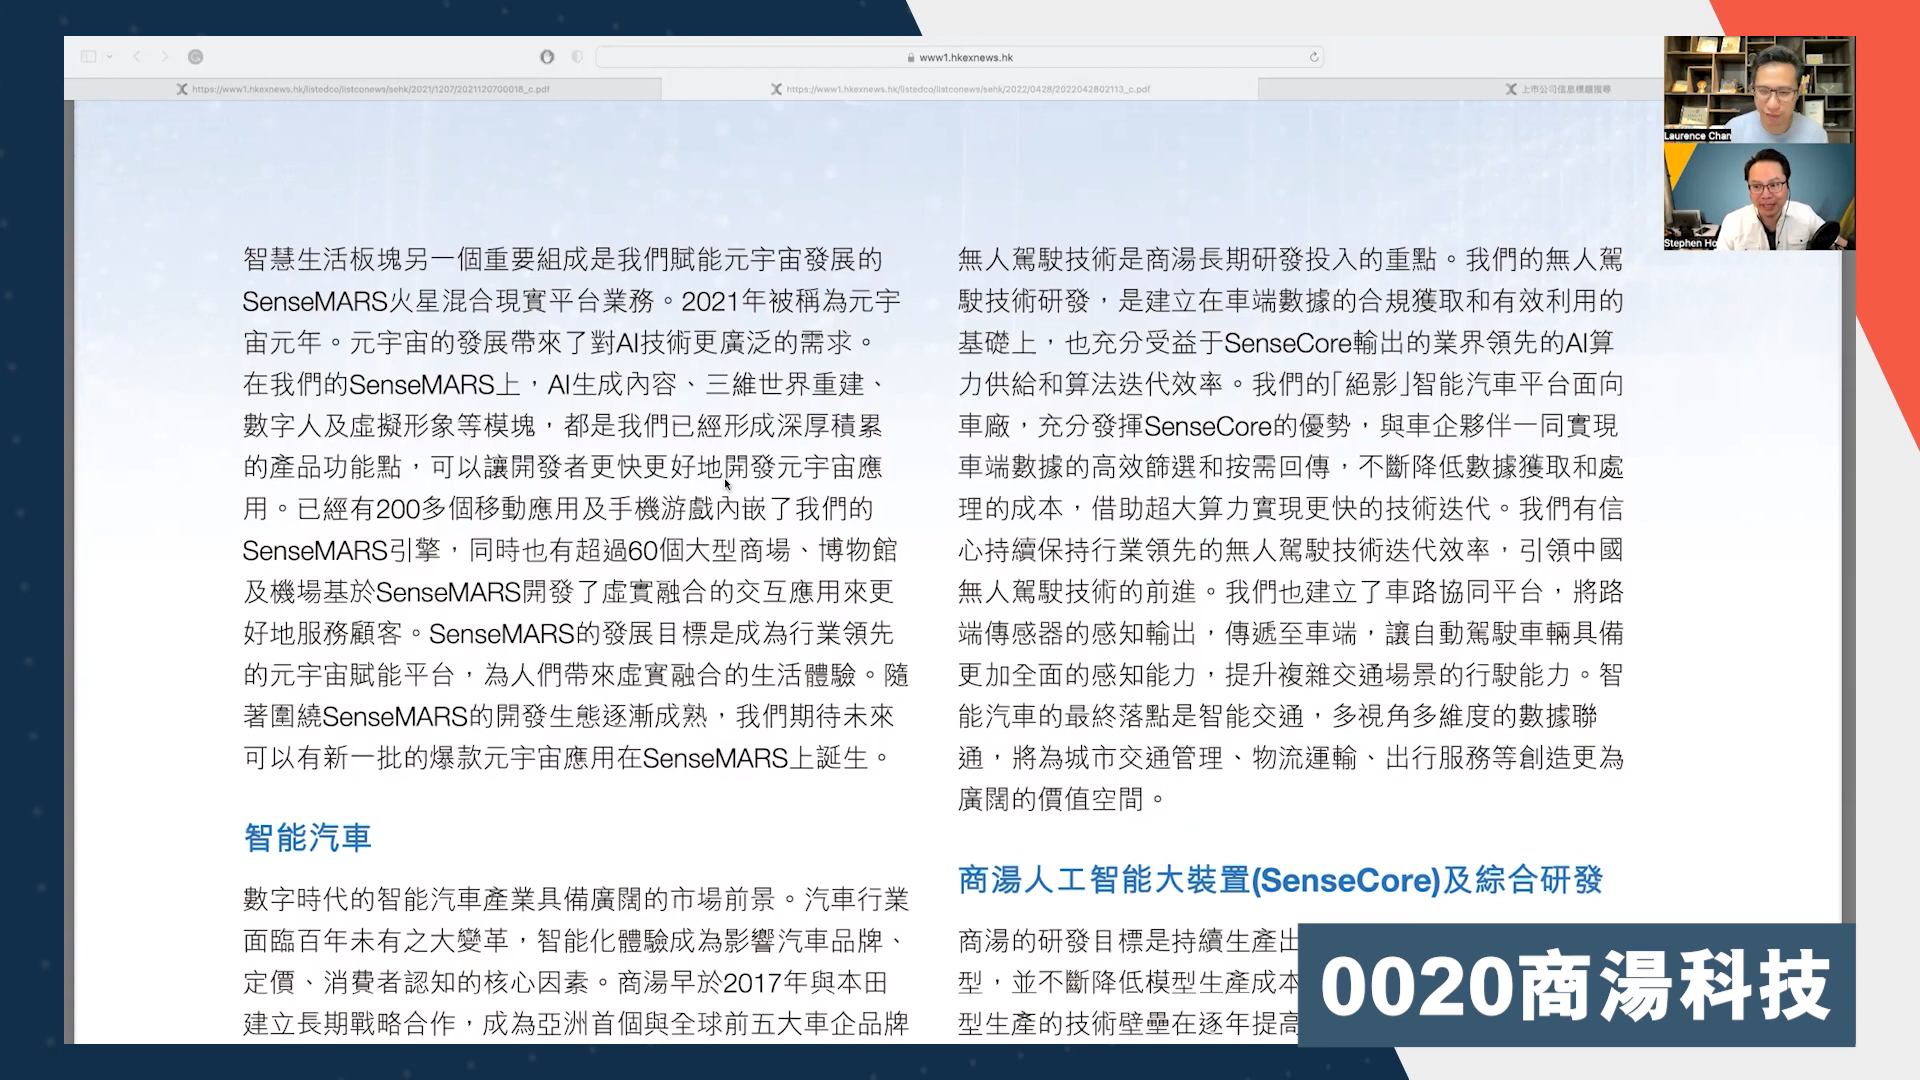 www1.hkexnews.hk
https://www1.hkexnews.hk/listedco/listconews/sehk/2021/1207/2021120700018_c.pdf
https://www1.hkexnews.hk/listedco/listconews/sehk/2022/0428/2022042802113_c.pdf
上市公司信息標題搜尋
Laurence Chan
Stephen Ho
智慧生活板塊另一個重要組成是我們賦能元宇宙發展的
SenseMARS火星混合現實平台業務。2021年被稱為元宇
宙元年。元宇宙的發展帶來了對AI技術更廣泛的需求。
在我們的SenseMARS上，AI生成內容、三維世界重建、
數字人及虛擬形象等模塊，都是我們已經形成深厚積累
的產品功能點，可以讓開發者更快更好地開發元宇宙應
用。已經有200多個移動應用及手機游戲內嵌了我們的
SenseMARS引擎，同時也有超過60個大型商場、博物館
及機場基於SenseMARS開發了虛實融合的交互應用來更
好地服務顧客。SenseMARS的發展目標是成為行業領先
的元宇宙賦能平台，為人們帶來虛實融合的生活體驗。隨
著圍繞SenseMARS的開發生態逐漸成熟，我們期待未來
可以有新一批的爆款元宇宙應用在SenseMARS上誕生。
智能汽車
數字時代的智能汽車產業具備廣闊的市場前景。汽車行業
面臨百年未有之大變革，智能化體驗成為影響汽車品牌、
定價、消費者認知的核心因素。商湯早於2017年與本田
建立長期戰略合作，成為亞洲首個與全球前五大車企品牌
無人駕駛技術是商湯長期研發投入的重點。我們的無人駕
駛技術研發，是建立在車端數據的合規獲取和有效利用的
基礎上，也充分受益于SenseCore輸出的業界領先的AI算
力供給和算法迭代效率。我們的「絕影」智能汽車平台面向
車廠，充分發揮SenseCore的優勢，與車企夥伴一同實現
車端數據的高效篩選和按需回傳，不斷降低數據獲取和處
理的成本，借助超大算力實現更快的技術迭代。我們有信
心持續保持行業領先的無人駕駛技術迭代效率，引領中國
無人駕駛技術的前進。我們也建立了車路協同平台，將路
端傳感器的感知輸出，傳遞至車端，讓自動駕駛車輛具備
更加全面的感知能力，提升複雜交通場景的行駛能力。智
能汽車的最終落點是智能交通，多視角多維度的數據聯
通，將為城市交通管理、物流運輸、出行服務等創造更為
廣闊的價值空間。
商湯人工智能大裝置(SenseCore)及綜合研發
商湯的研發目標是持續生產出
型，並不斷降低模型生產成本
型生產的技術壁壘在逐年提高
0020商湯科技